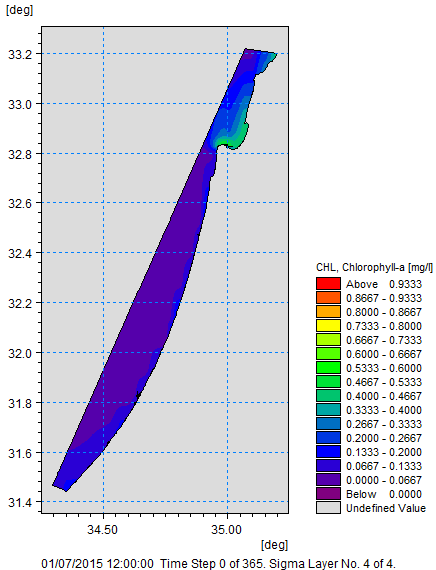 [deg]
33.2
33.0
32.8
32.6
32.4
32.2
32.0
31.8
31.6
31.4
34.50 35.00
[deg]
CHL, Chlorophyll-a [mg/l]
Above 0.9333
0.8667 - 0.9333
0.8000 - 0.8667
0.7333 - 0.8000
0.6667 - 0.7333
0.6000 - 0.6667
0.5333 - 0.6000
0.4667 - 0.5333
0.4000 - 0.4667
0.3333 - 0.4000
0.2667 - 0.3333
0.2000 - 0.2667
0.1333 - 0.2000
0.0667 - 0.1333
0.0000 - 0.0667
Below 0.0000
Undefined Value
01/07/2015 12:00:00 Time Step 0 of 365. Sigma Layer No. 4 of 4.